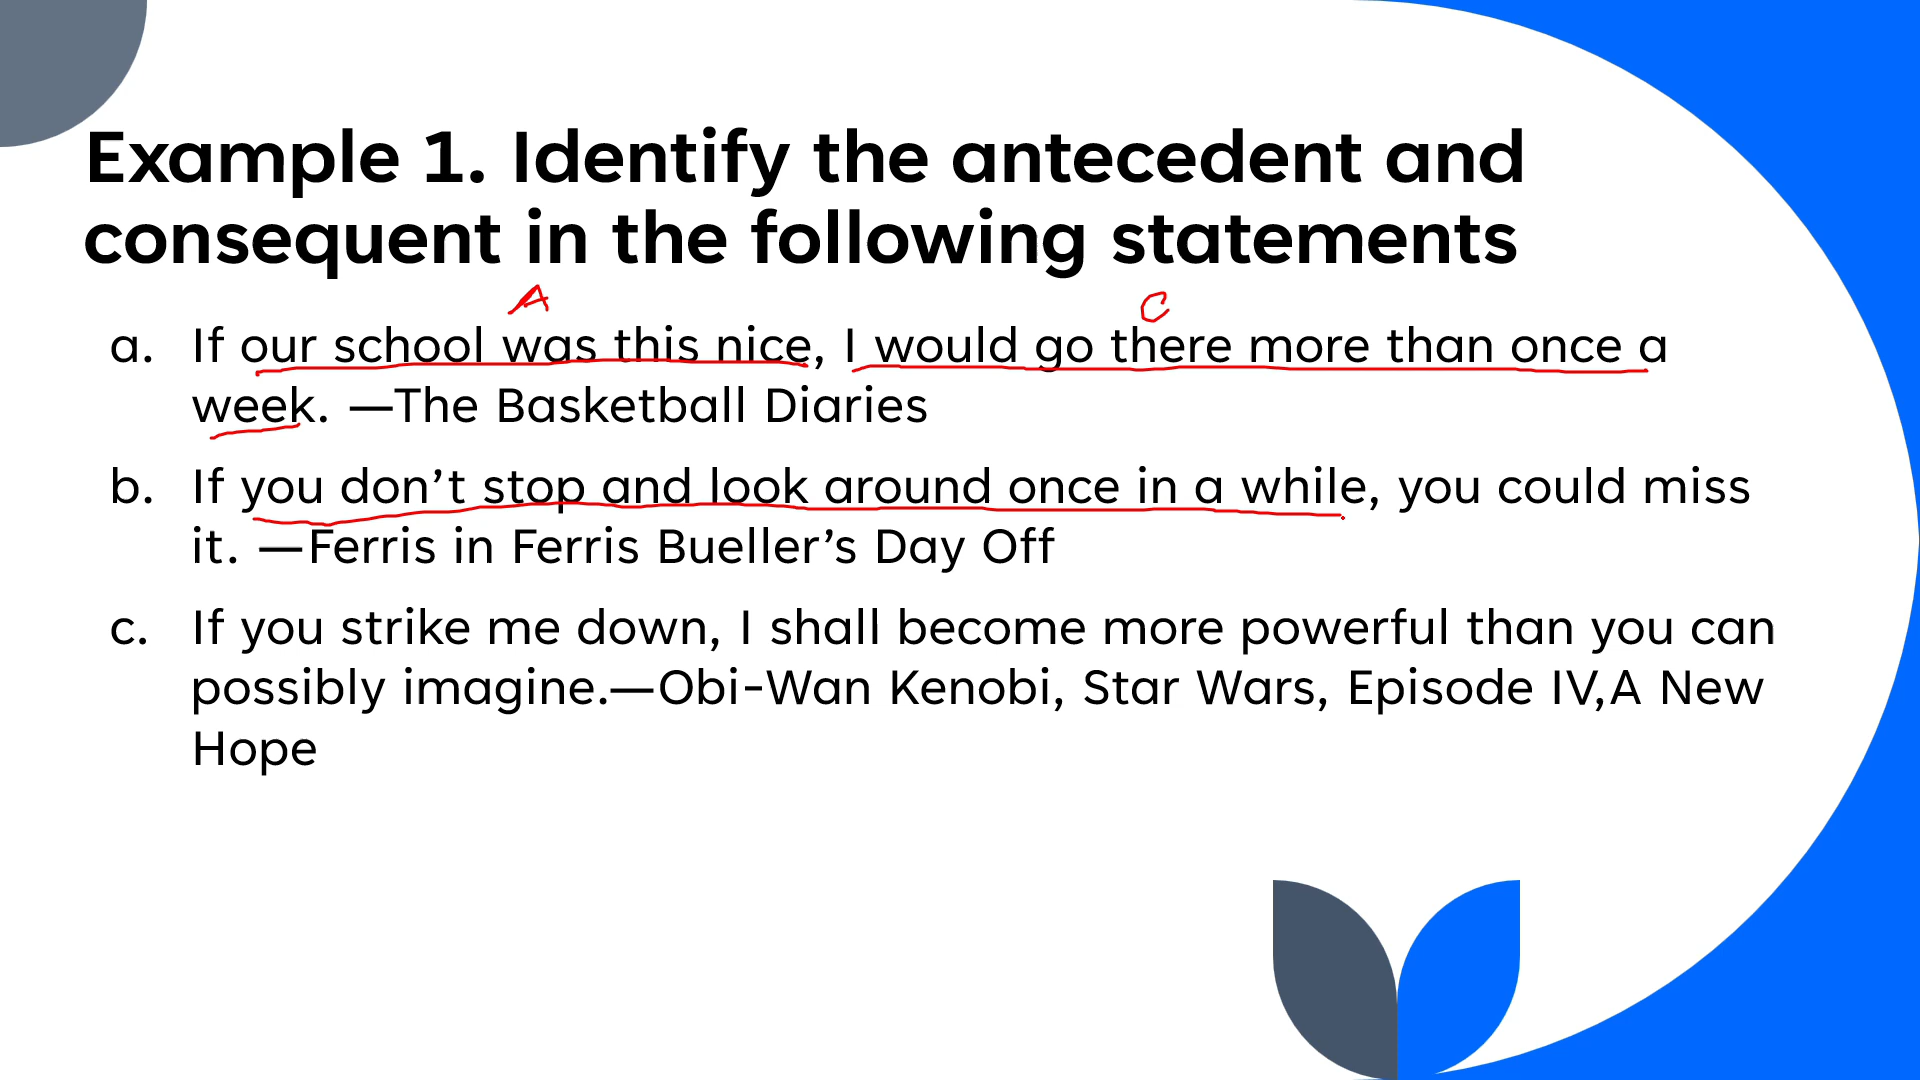 Example 1. Identify the antecedent and
consequent in the following statements
A C
a. If our school was this nice, I would go there more than once a
week. —The Basketball Diaries
b. If you don’t stop and look around once in a while, you could miss
it. —Ferris in Ferris Bueller’s Day Off
c. If you strike me down, I shall become more powerful than you can
possibly imagine.—Obi-Wan Kenobi, Star Wars, Episode IV,A New
Hope